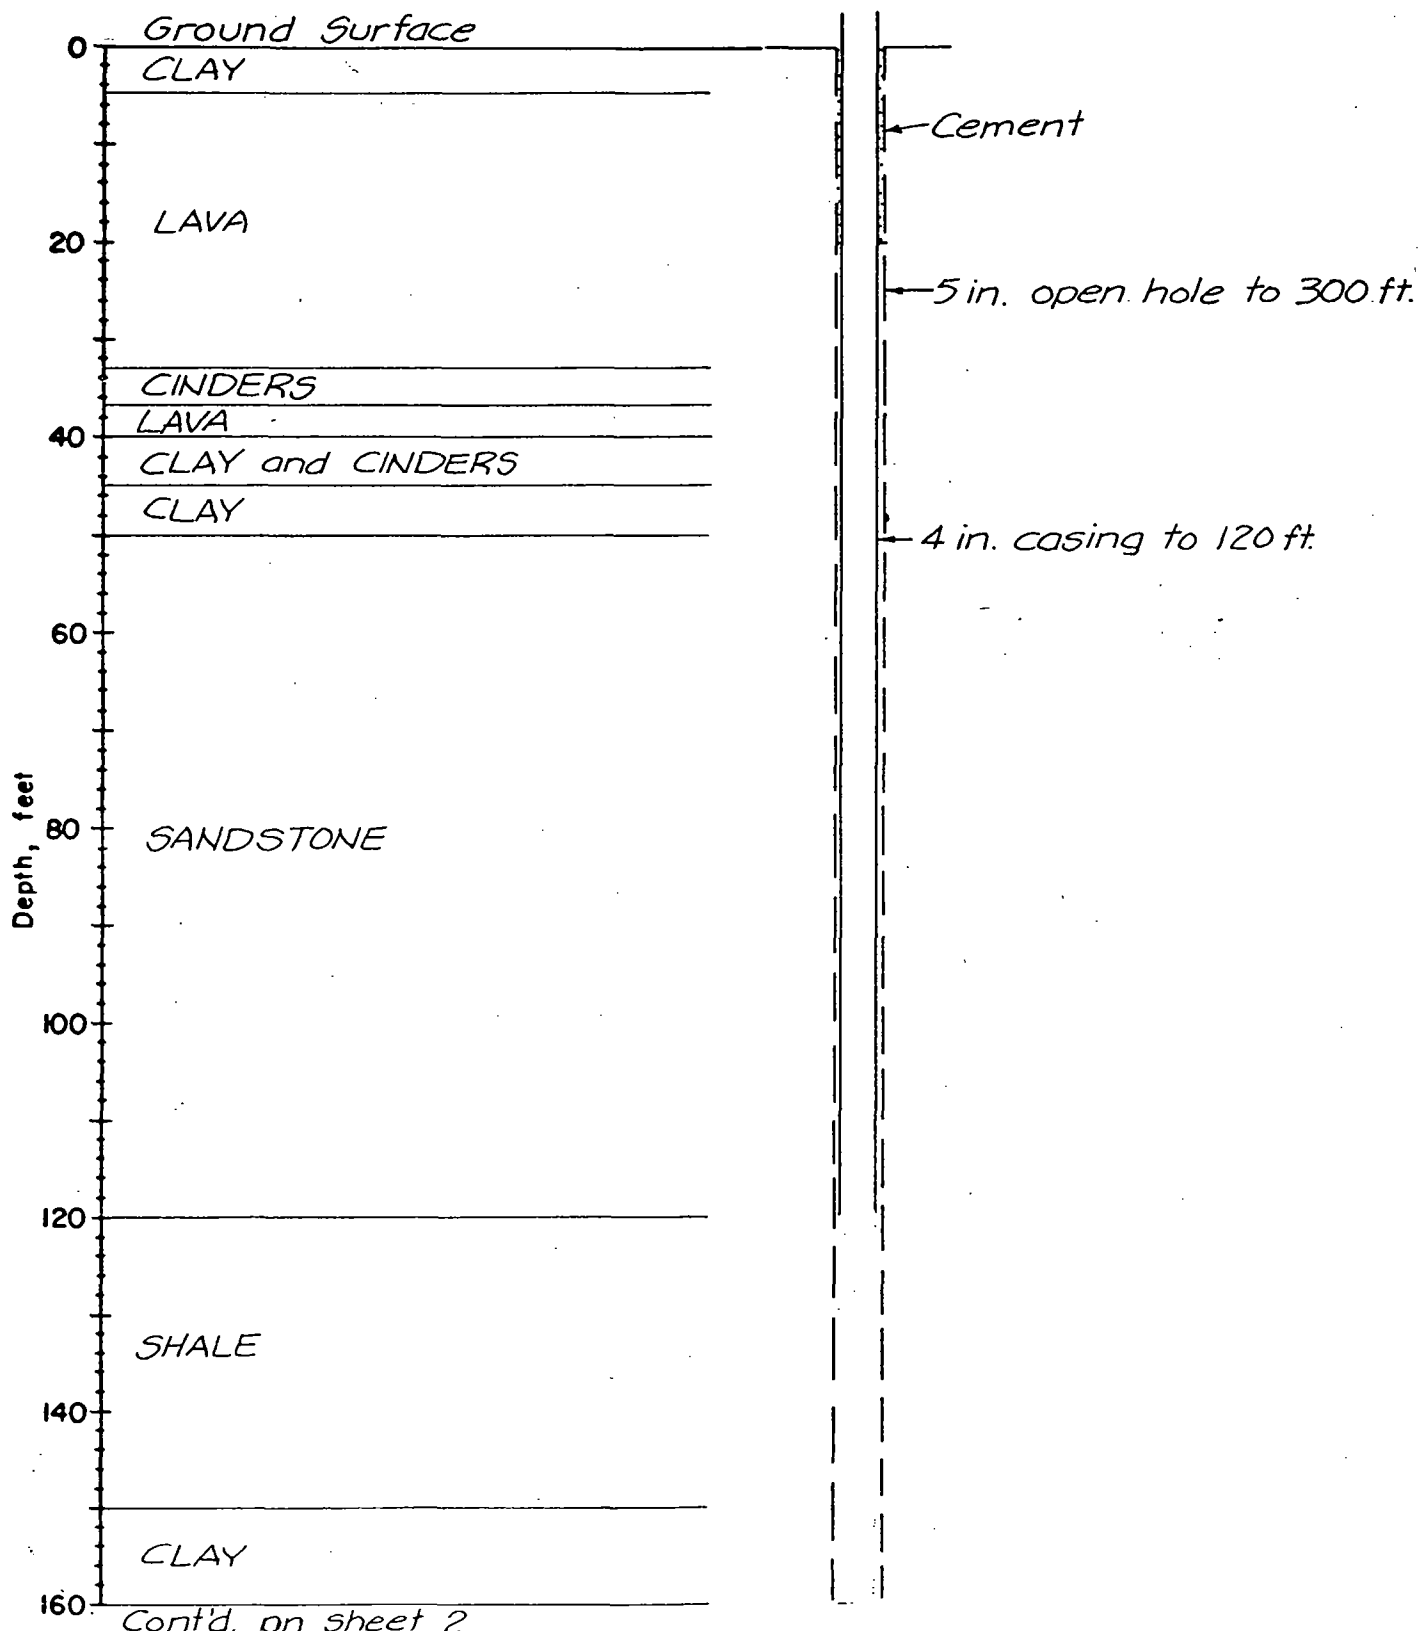 Ground Surface
0
CLAY
Cement
LAVA
20
5 in. open hole to 300 ft.
CINDERS
LAVA
40
CLAY and CINDERS
CLAY
4 in. casing to 120 ft.
60
Depth, feet
80
SANDSTONE
100
120
SHALE
140
CLAY
160
Cont'd. on sheet 2